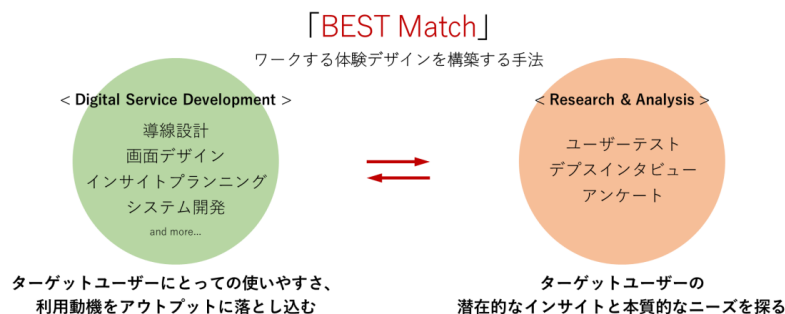 「BEST Match」
ワークする体験デザインを構築する手法
< Digital Service Development >
導線設計
画面デザイン
インサイトプランニング
システム開発
and more...
ターゲットユーザーにとっての使いやすさ、
利用動機をアウトプットに落とし込む
< Research & Analysis >
ユーザーテスト
デプスインタビュー
アンケート
ターゲットユーザーの
潜在的なインサイトと本質的なニーズを探る